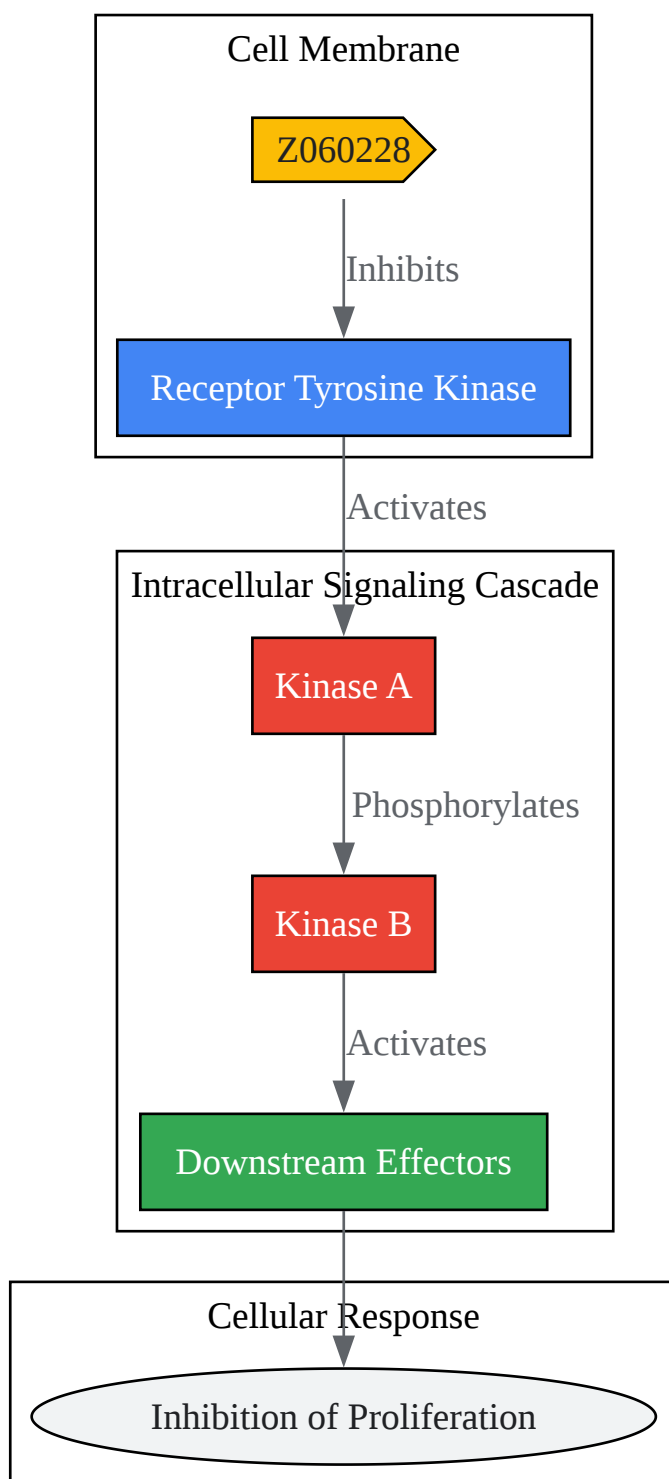 Cell Membrane
Z060228
Inhibits
Receptor Tyrosine Kinase
Activates
Intracellular Signaling Cascade
Kinase A
Phosphorylates
Kinase B
Activates
Downstream Effectors
Cellular Response
Inhibition of Proliferation